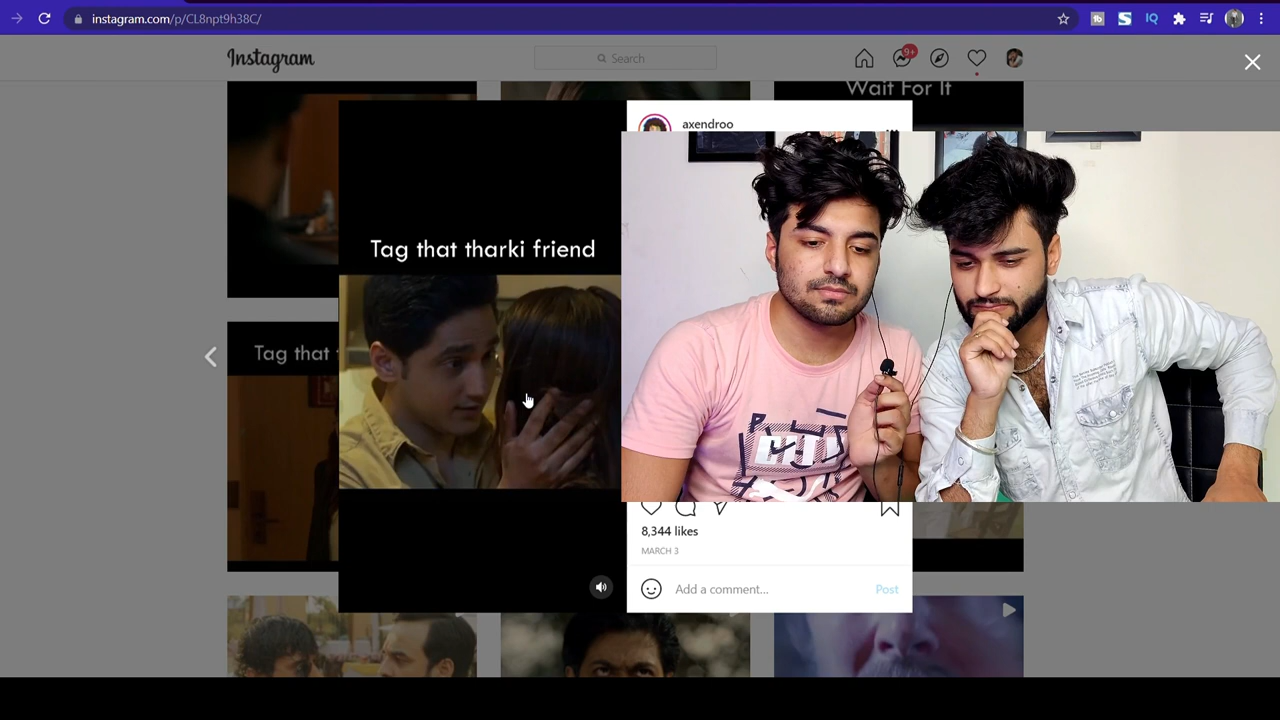 instagram.com/p/CL8npt9h38C/
Instagram
Search
9+
Wait For It
axendroo
Tag that tharki friend
Tag that
8,344 likes
MARCH 3
Add a comment...
Post